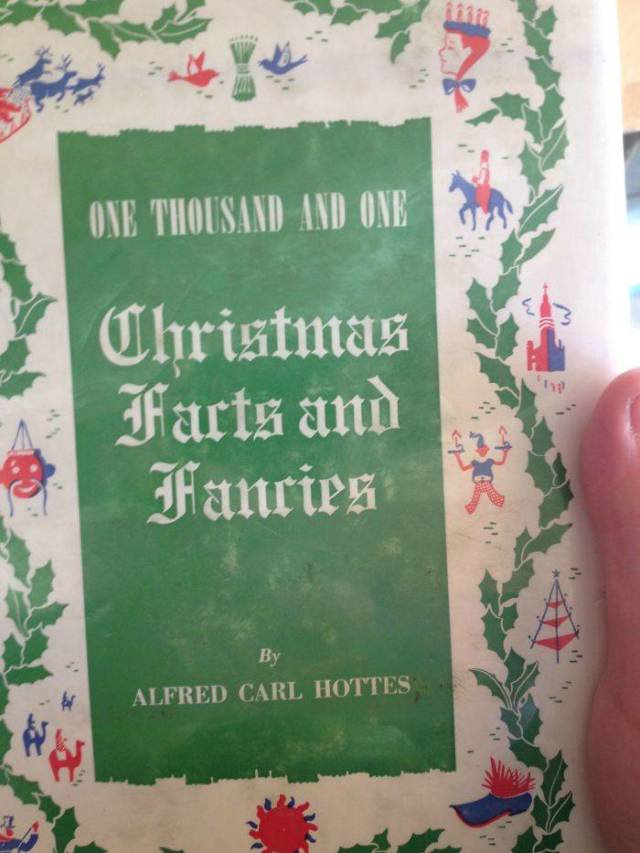 ONE THOUSAND AND ONE
Christmas
Facts and
Fancies
By
ALFRED CARL HOTTES